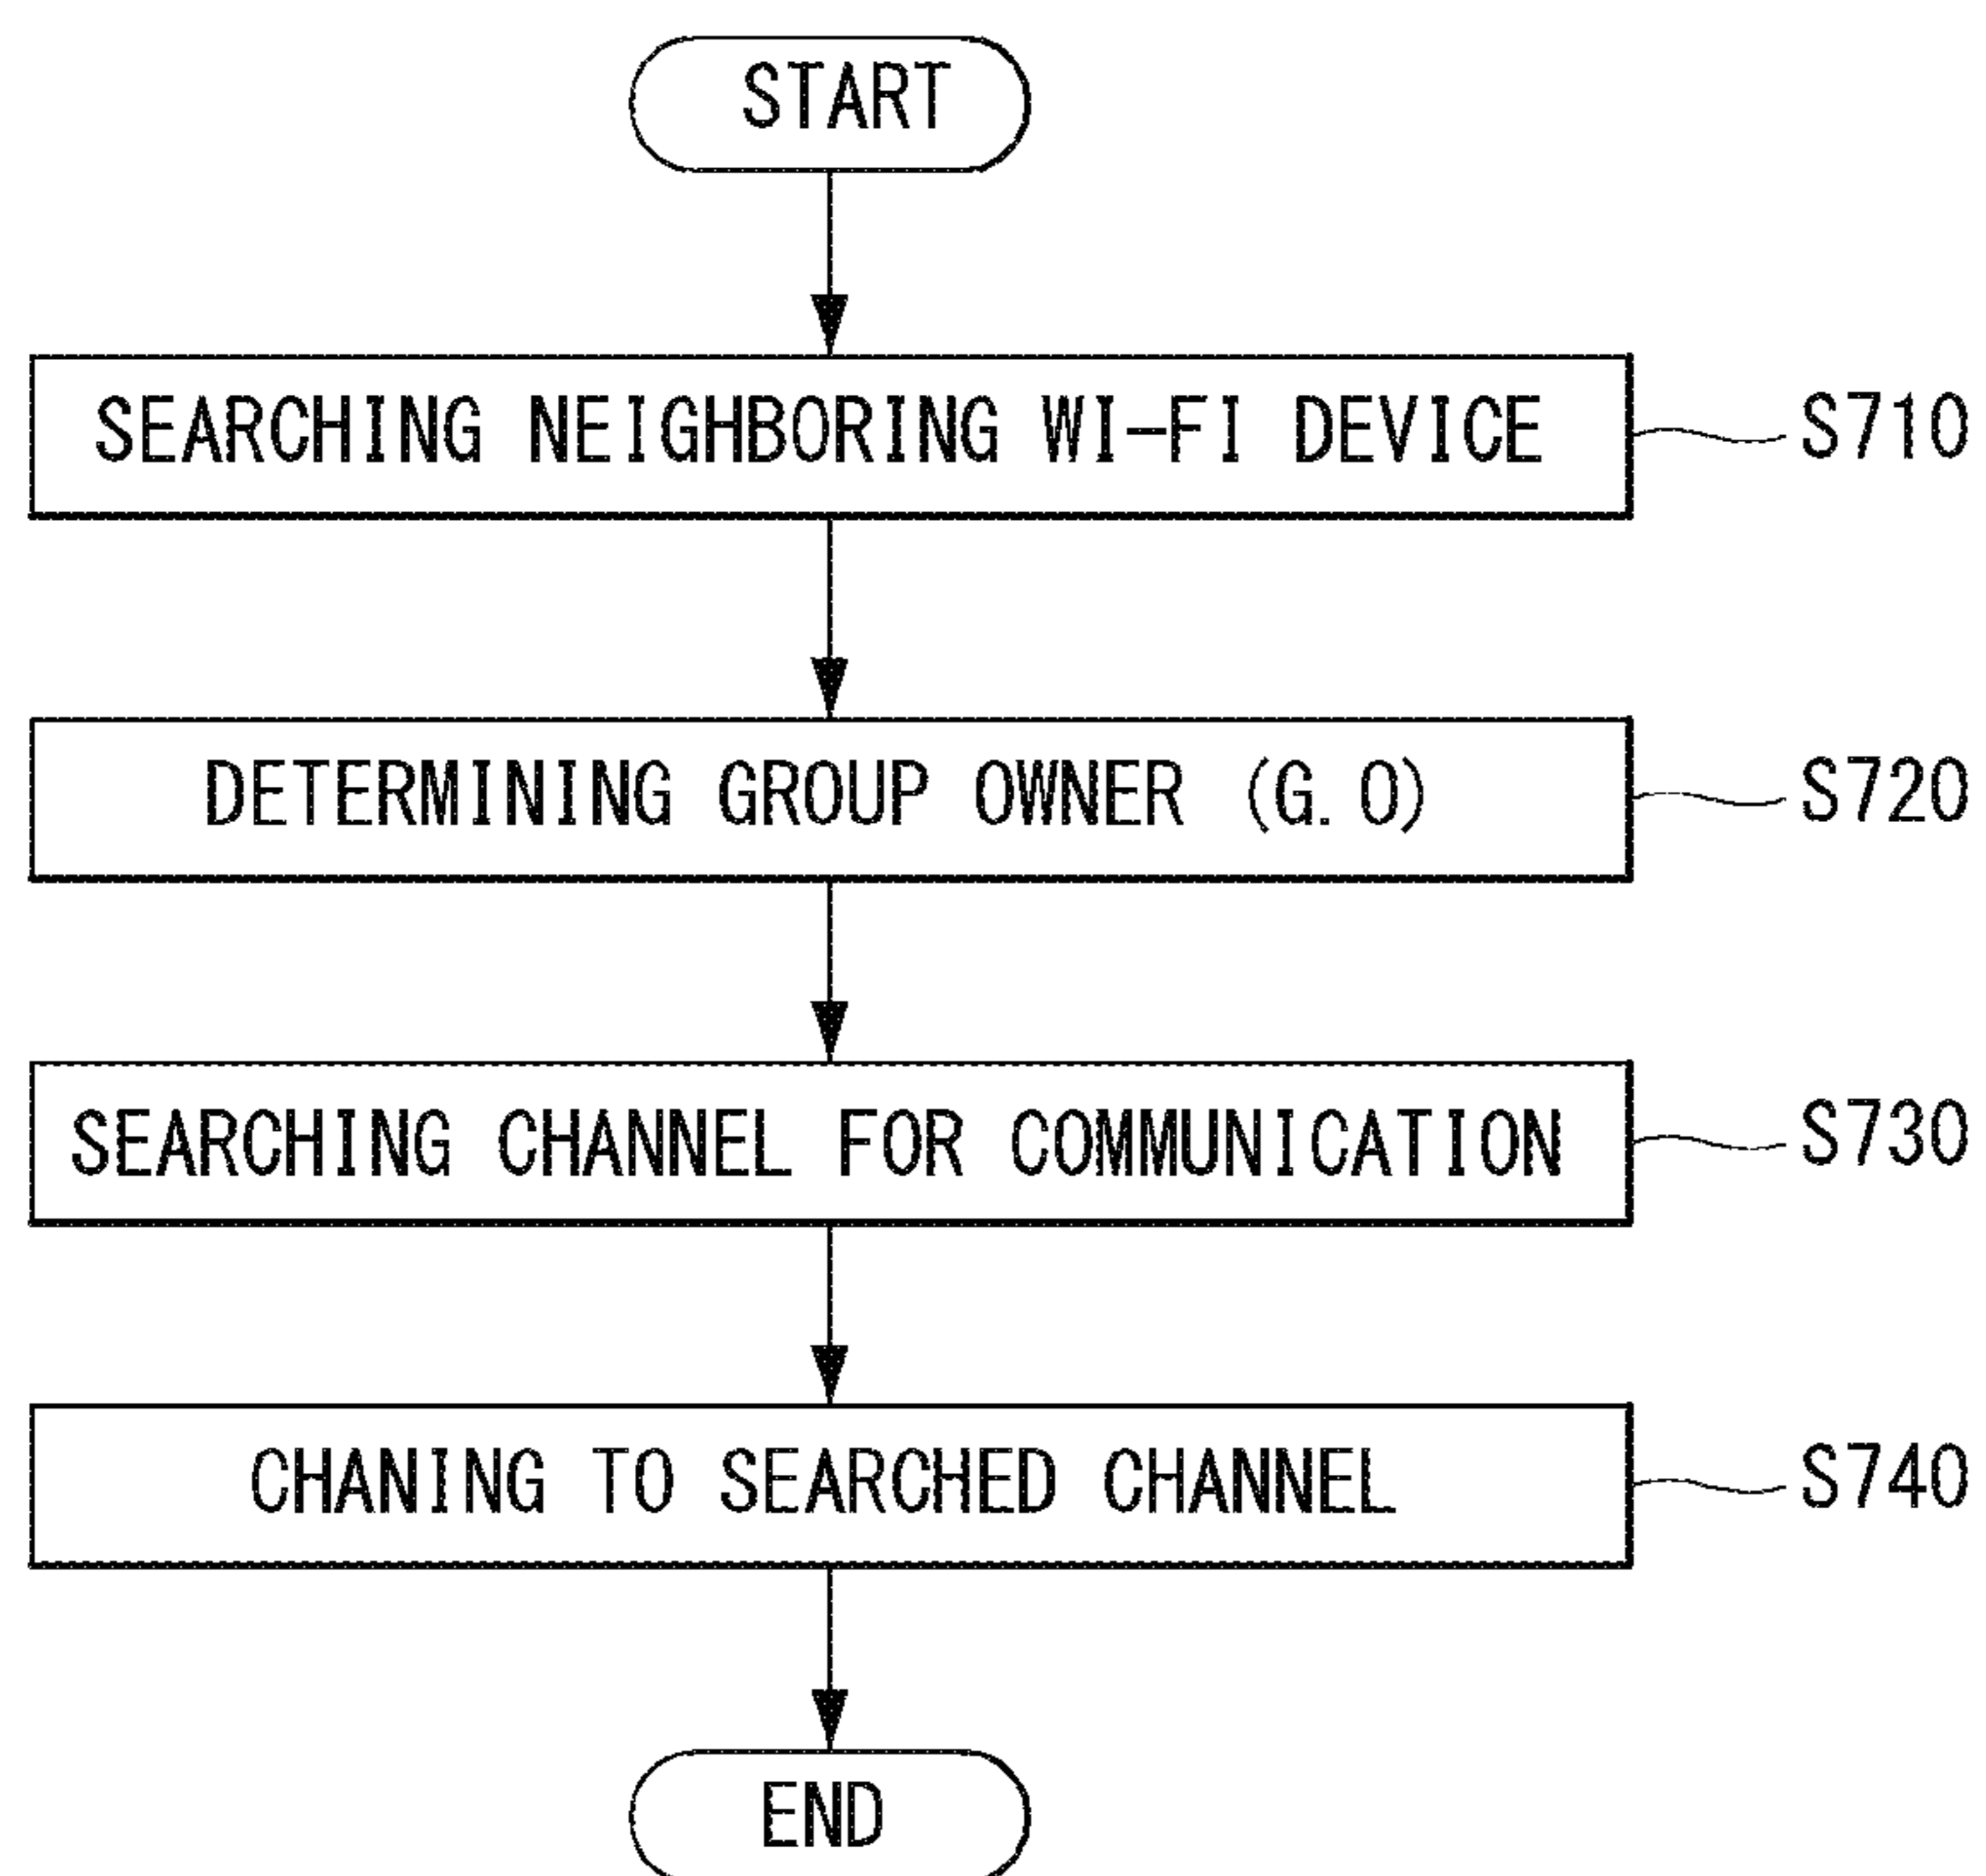 START
SEARCHING NEIGHBORING WI-FI DEVICE
S710
DETERMINING GROUP OWNER (G.O)
S720
SEARCHING CHANNEL FOR COMMUNICATION
S730
CHANING TO SEARCHED CHANNEL
S740
END